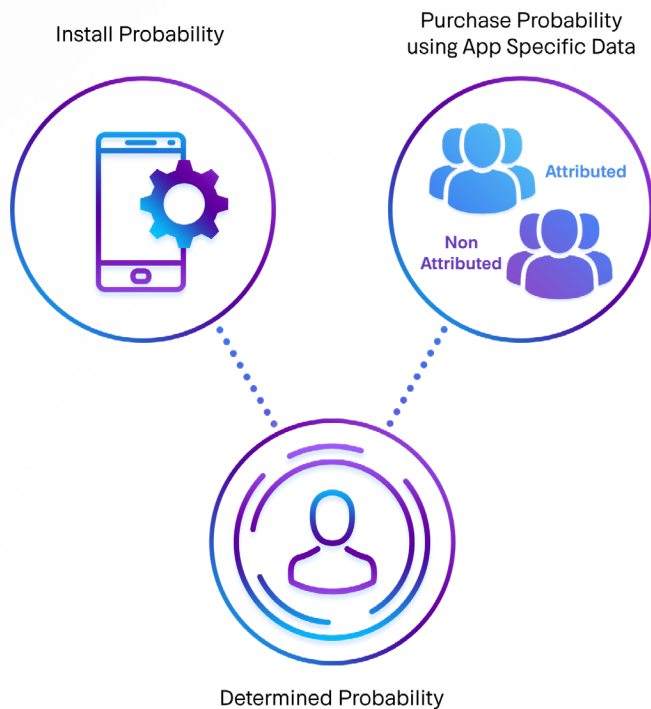 Install Probability
Purchase Probability
using App Specific Data
Attributed
Non
Attributed
Determined Probability